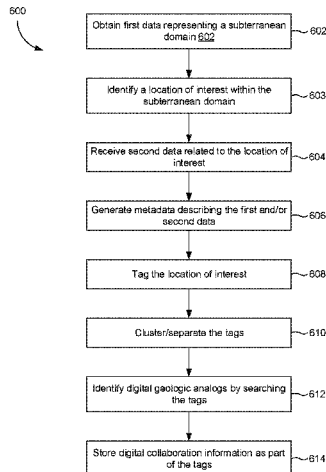 600
Obtain first data representing a subterranean
domain 602
602
Identify a location of interest within the
subterranean domain
603
Receive second data related to the location of
interest
604
Generate metadata describing the first and/or
second data
606
Tag the location of interest
608
Cluster/separate the tags
610
Identify digital geologic analogs by searching
the tags
612
Store digital collaboration information as part
of the tags
614